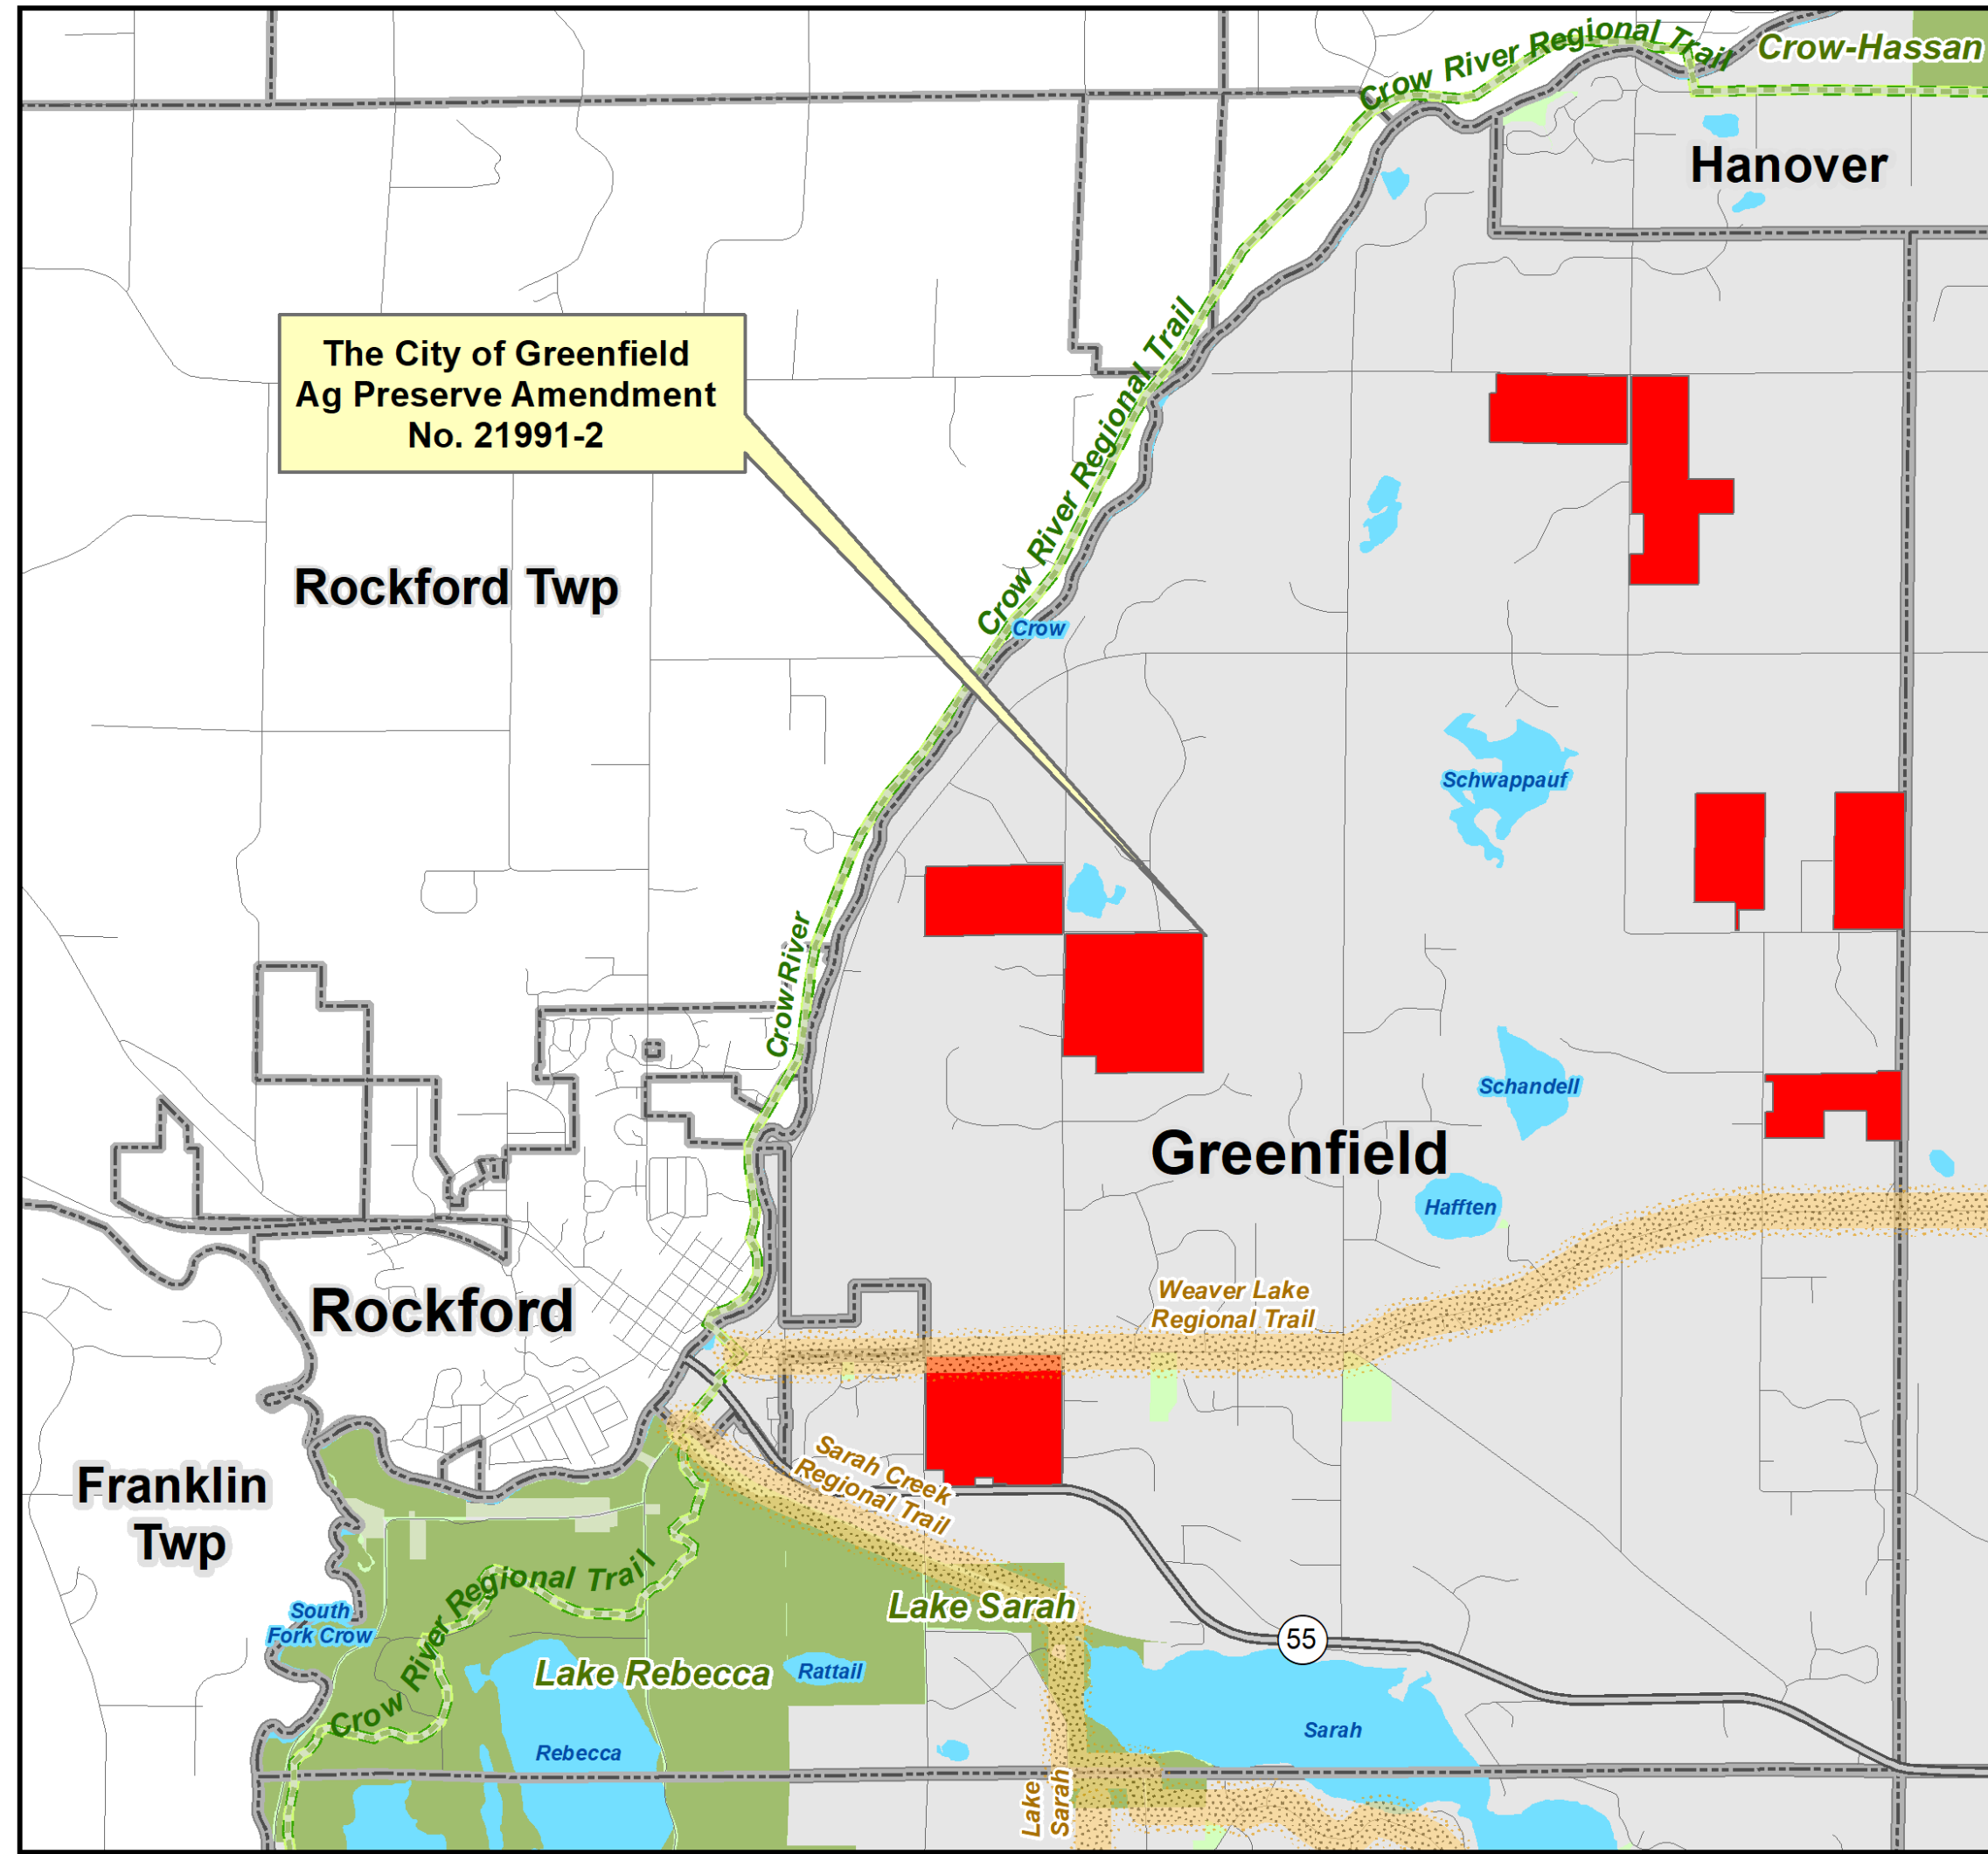 Crow River Regional Trail
Crow-Hassan
Hanover
The City of Greenfield
Ag Preserve Amendment
No. 21991-2
Crow River Regional Trail
Rockford Twp
Crow
Schwappauf
Crow River
Schandell
Greenfield
Hafften
Weaver Lake
Regional Trail
Rockford
Sarah Creek
Regional Trail
Franklin
Twp
Crow River Regional Trail
Lake Sarah
South
Fork Crow
55
Lake Rebecca
Rattail
Sarah
Rebecca
Lake
Sarah